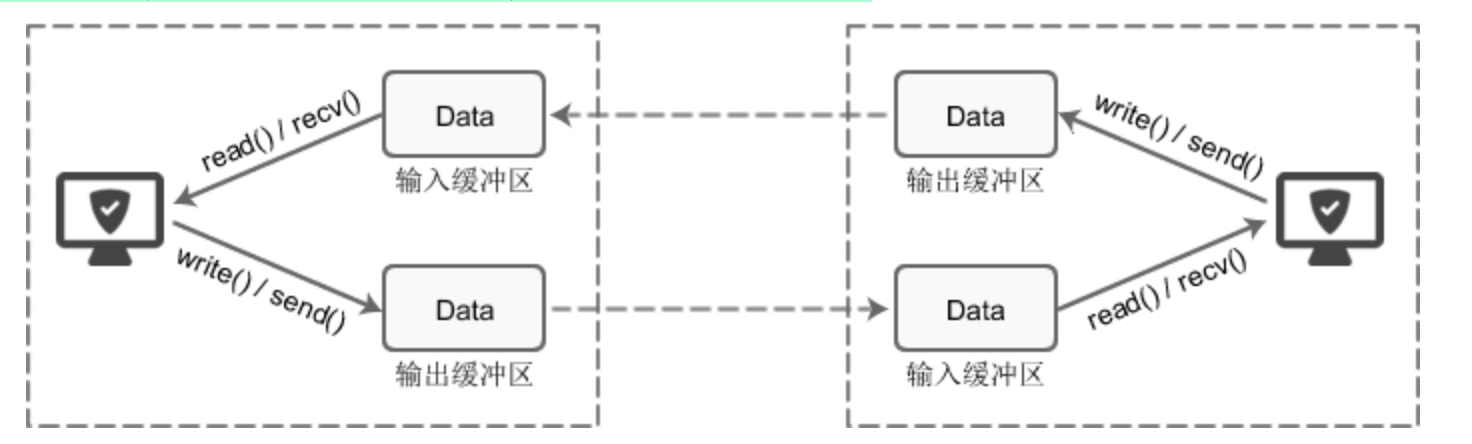 read() / recv()
Data
输入缓冲区
write() / send()
Data
输出缓冲区
Data
输出缓冲区
write() / send()
Data
输入缓冲区
read() / recv()